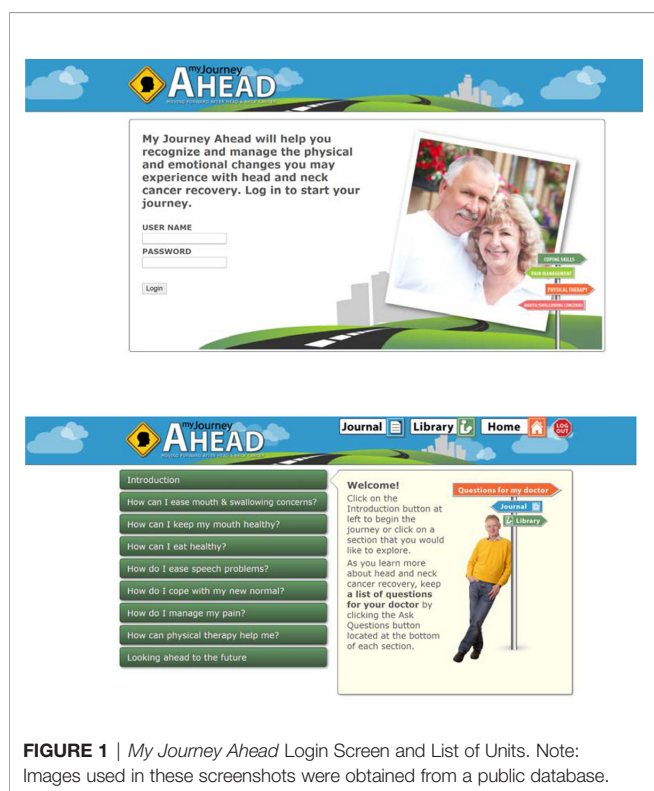 my Journey
AHEAD
MOVING FORWARD AFTER HEAD & NECK CANCER
My Journey Ahead will help you
recognize and manage the physical
and emotional changes you may
experience with head and neck
cancer recovery. Log in to start your
journey.
USER NAME
PASSWORD
Login
COPING SKILLS
PAIN MANAGEMENT
PHYSICAL THERAPY
MOUTH/SWALLOWING CONCERNS
my Journey
AHEAD
MOVING FORWARD AFTER HEAD & NECK CANCER
Journal Library Home LOG OUT
Introduction
How can I ease mouth & swallowing concerns?
How can I keep my mouth healthy?
How can I eat healthy?
How do I ease speech problems?
How do I cope with my new normal?
How do I manage my pain?
How can physical therapy help me?
Looking ahead to the future
Welcome!
Click on the
Introduction button at
left to begin the
journey or click on a
section that you would
like to explore.
As you learn more
about head and neck
cancer recovery, keep
a list of questions
for your doctor by
clicking the Ask
Questions button
located at the bottom
of each section.
Questions for my doctor
Journal
Library
FIGURE 1 | My Journey Ahead Login Screen and List of Units. Note:
Images used in these screenshots were obtained from a public database.